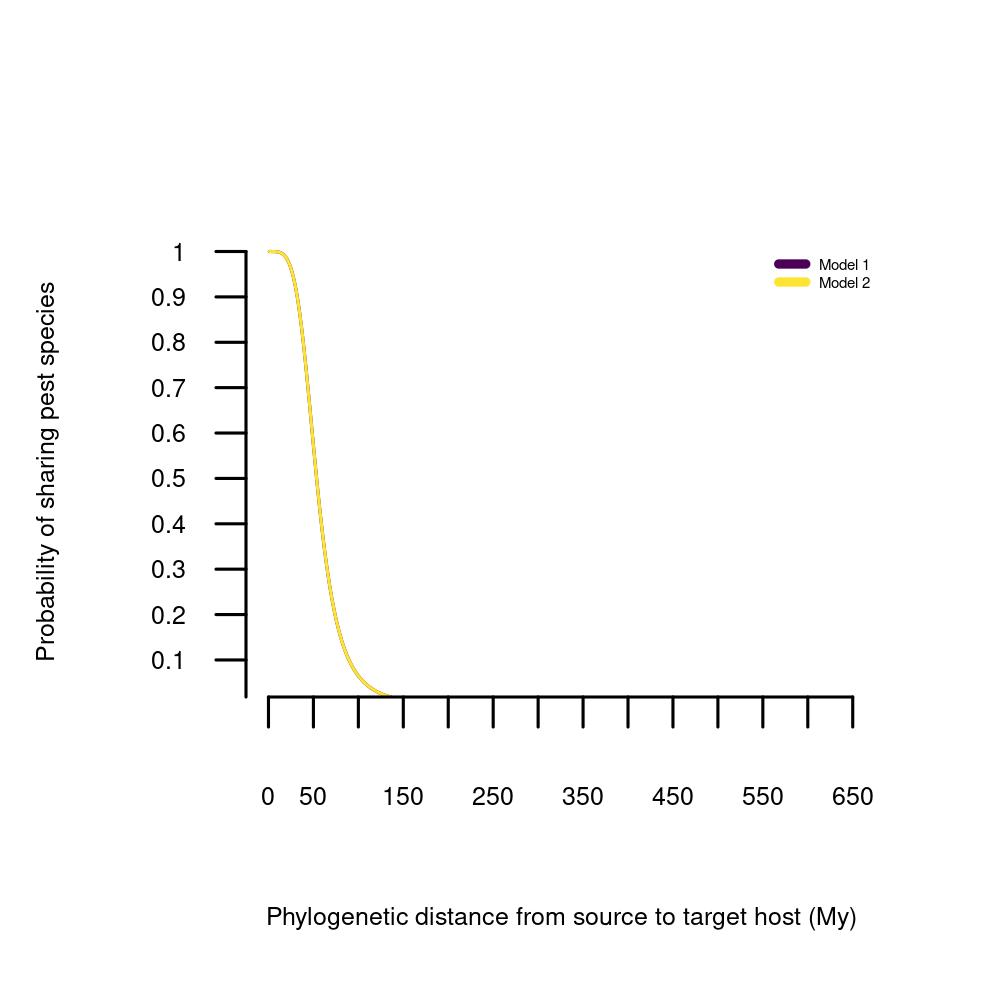 Probability of sharing pest species
1
0.9
0.8
0.7
0.6
0.5
0.4
0.3
0.2
0.1
Model 1
Model 2
0 50 150 250 350 450 550 650
Phylogenetic distance from source to target host (My)